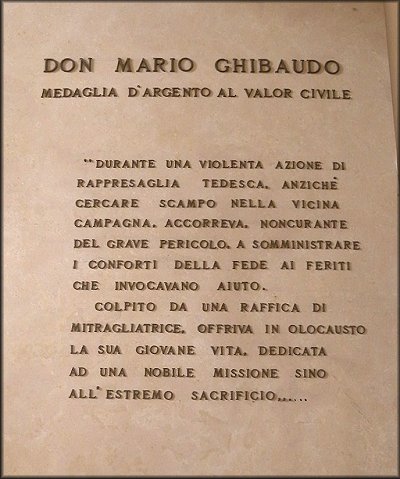 DON MARIO GHIBAUDO
MEDAGLIA D'ARGENTO AL VALOR CIVILE
"DURANTE UNA VIOLENTA AZIONE DI
RAPPRESAGLIA TEDESCA, ANZICHÈ
CERCARE SCAMPO NELLA VICINA
CAMPAGNA, ACCORREVA, NONCURANTE
DEL GRAVE PERICOLO, A SOMMINISTRARE
I CONFORTI DELLA FEDE AI FERITI
CHE INVOCAVANO AIUTO.
COLPITO DA UNA RAFFICA DI
MITRAGLIATRICE, OFFRIVA IN OLOCAUSTO
LA SUA GIOVANE VITA, DEDICATA
AD UNA NOBILE MISSIONE SINO
ALL'ESTREMO SACRIFICIO......